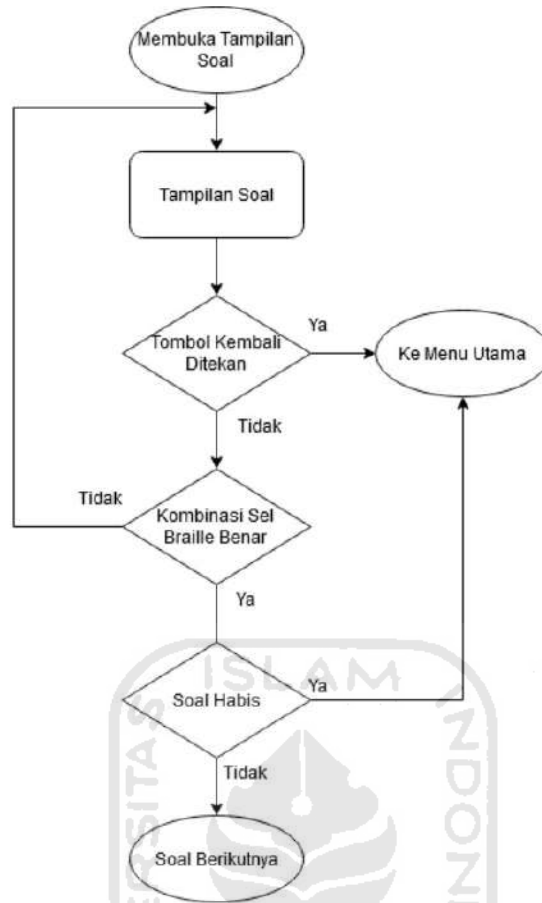 Membuka Tampilan
Soal
Tampilan Soal
Tombol Kembali
Ditekan
Ya
Ke Menu Utama
Tidak
Tidak
Kombinasi Sel
Braille Benar
Ya
ISLAM
Soal Habis
Ya
Tidak
Soal Berikutnya